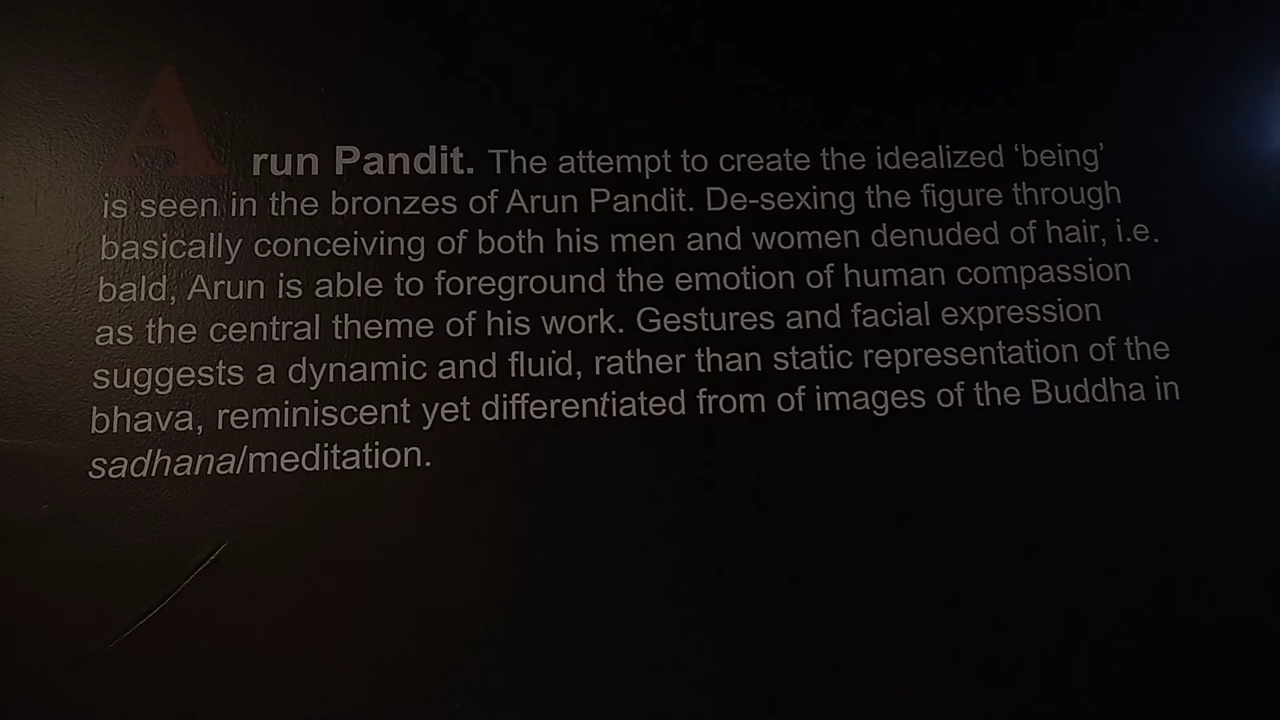 Arun Pandit. The attempt to create the idealized ‘being’
is seen in the bronzes of Arun Pandit. De-sexing the figure through
basically conceiving of both his men and women denuded of hair, i.e.
bald, Arun is able to foreground the emotion of human compassion
as the central theme of his work. Gestures and facial expression
suggests a dynamic and fluid, rather than static representation of the
bhava, reminiscent yet differentiated from of images of the Buddha in
sadhana/meditation.